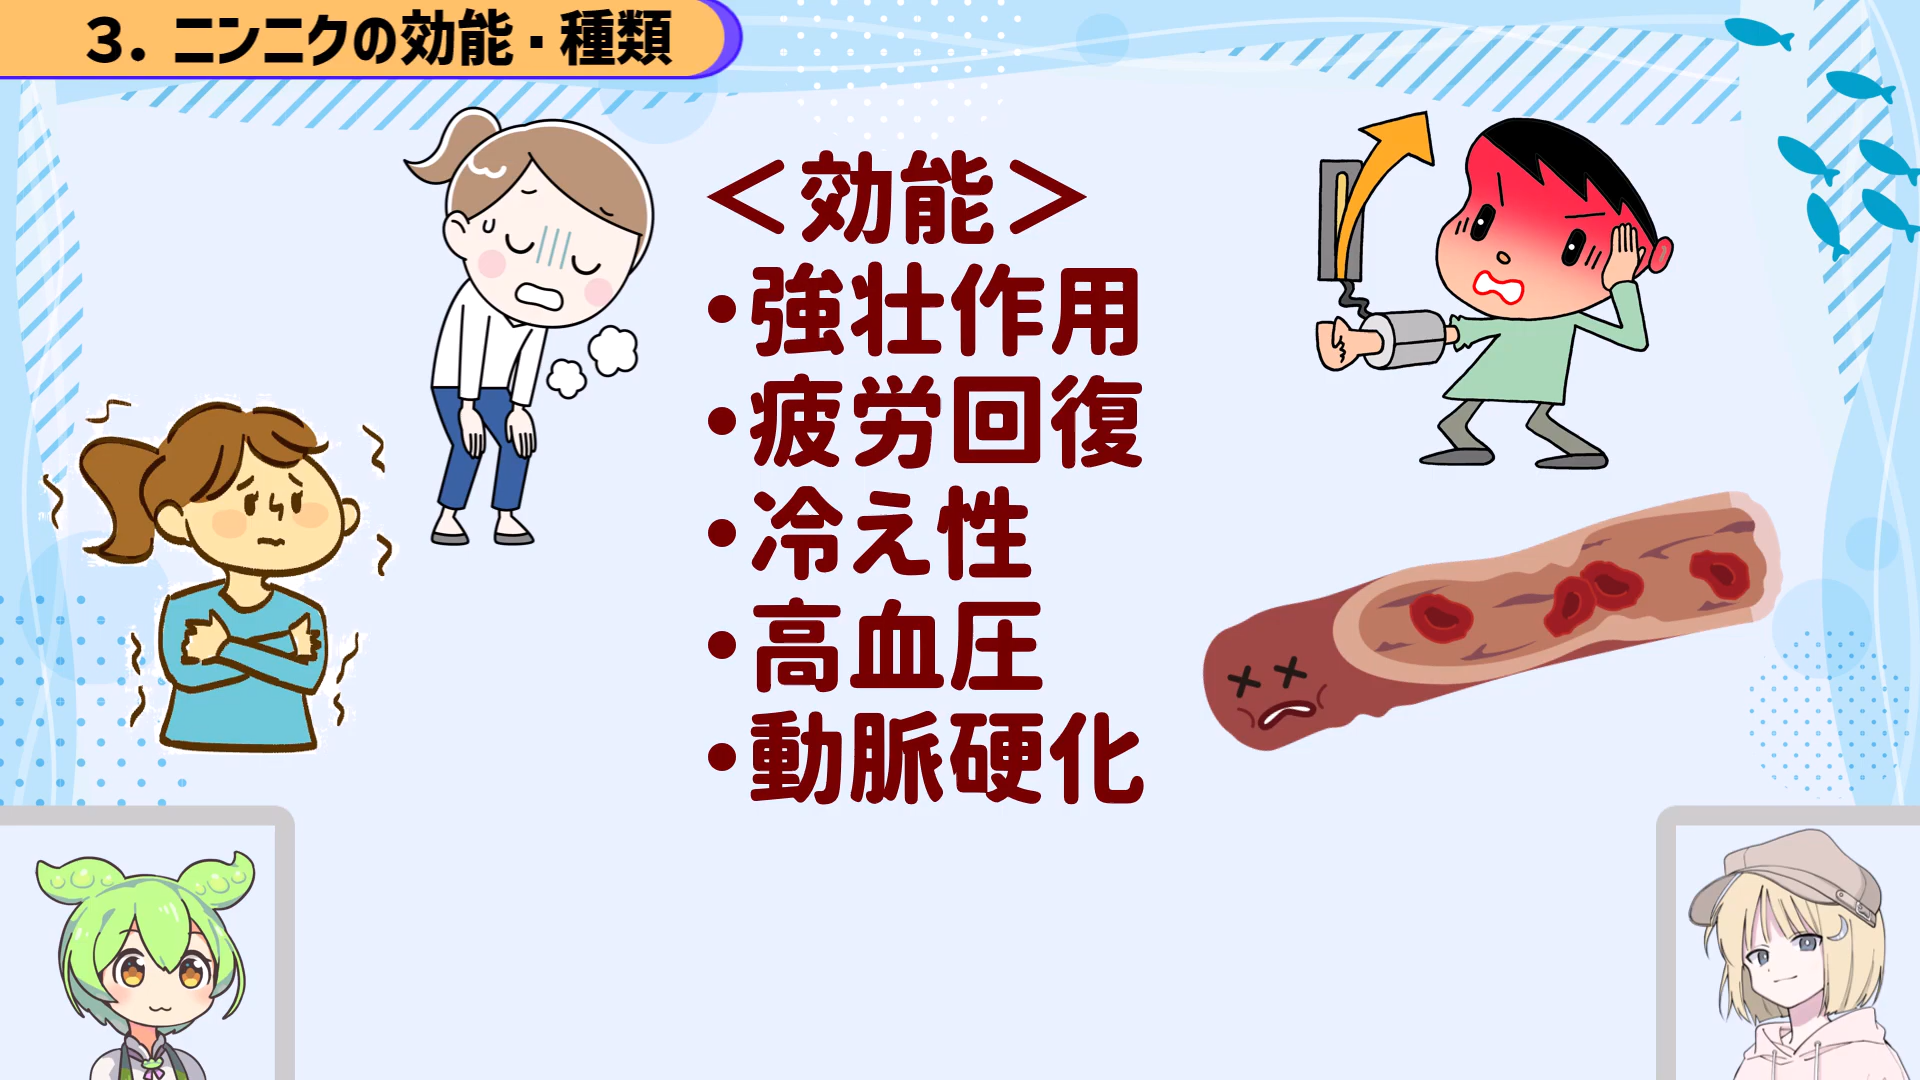 ３．ニンニクの効能・種類
＜効能＞
・強壮作用
・疲労回復
・冷え性
・高血圧
・動脈硬化